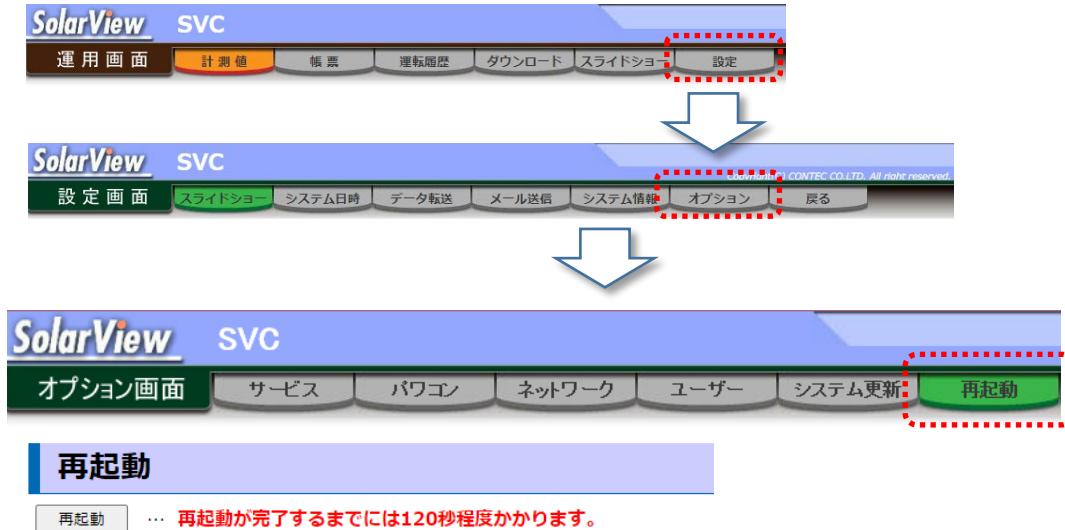 SolarView SVC
運用画面 計測値 帳票 運転履歴 ダウンロード スライドショー 設定
SolarView SVC
Copyright(C) CONTEC CO.LTD. All right reserved.
設定画面 スライドショー システム日時 データ転送 メール送信 システム情報 オプション 戻る
SolarView SVC
オプション画面 サービス パワコン ネットワーク ユーザー システム更新 再起動
再起動
再起動 … 再起動が完了するまでには120秒程度かかります。